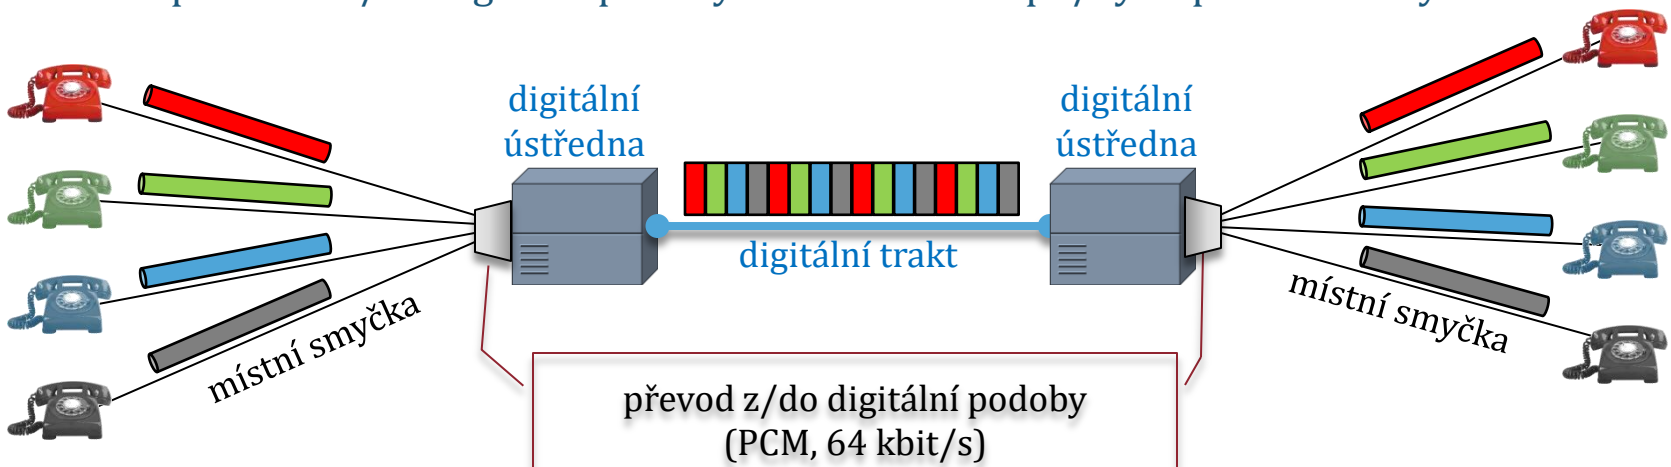 digitální
ústředna
digitální
ústředna
digitální trakt
místní smyčka
místní smyčka
převod z/do digitální podoby
(PCM, 64 kbit/s)